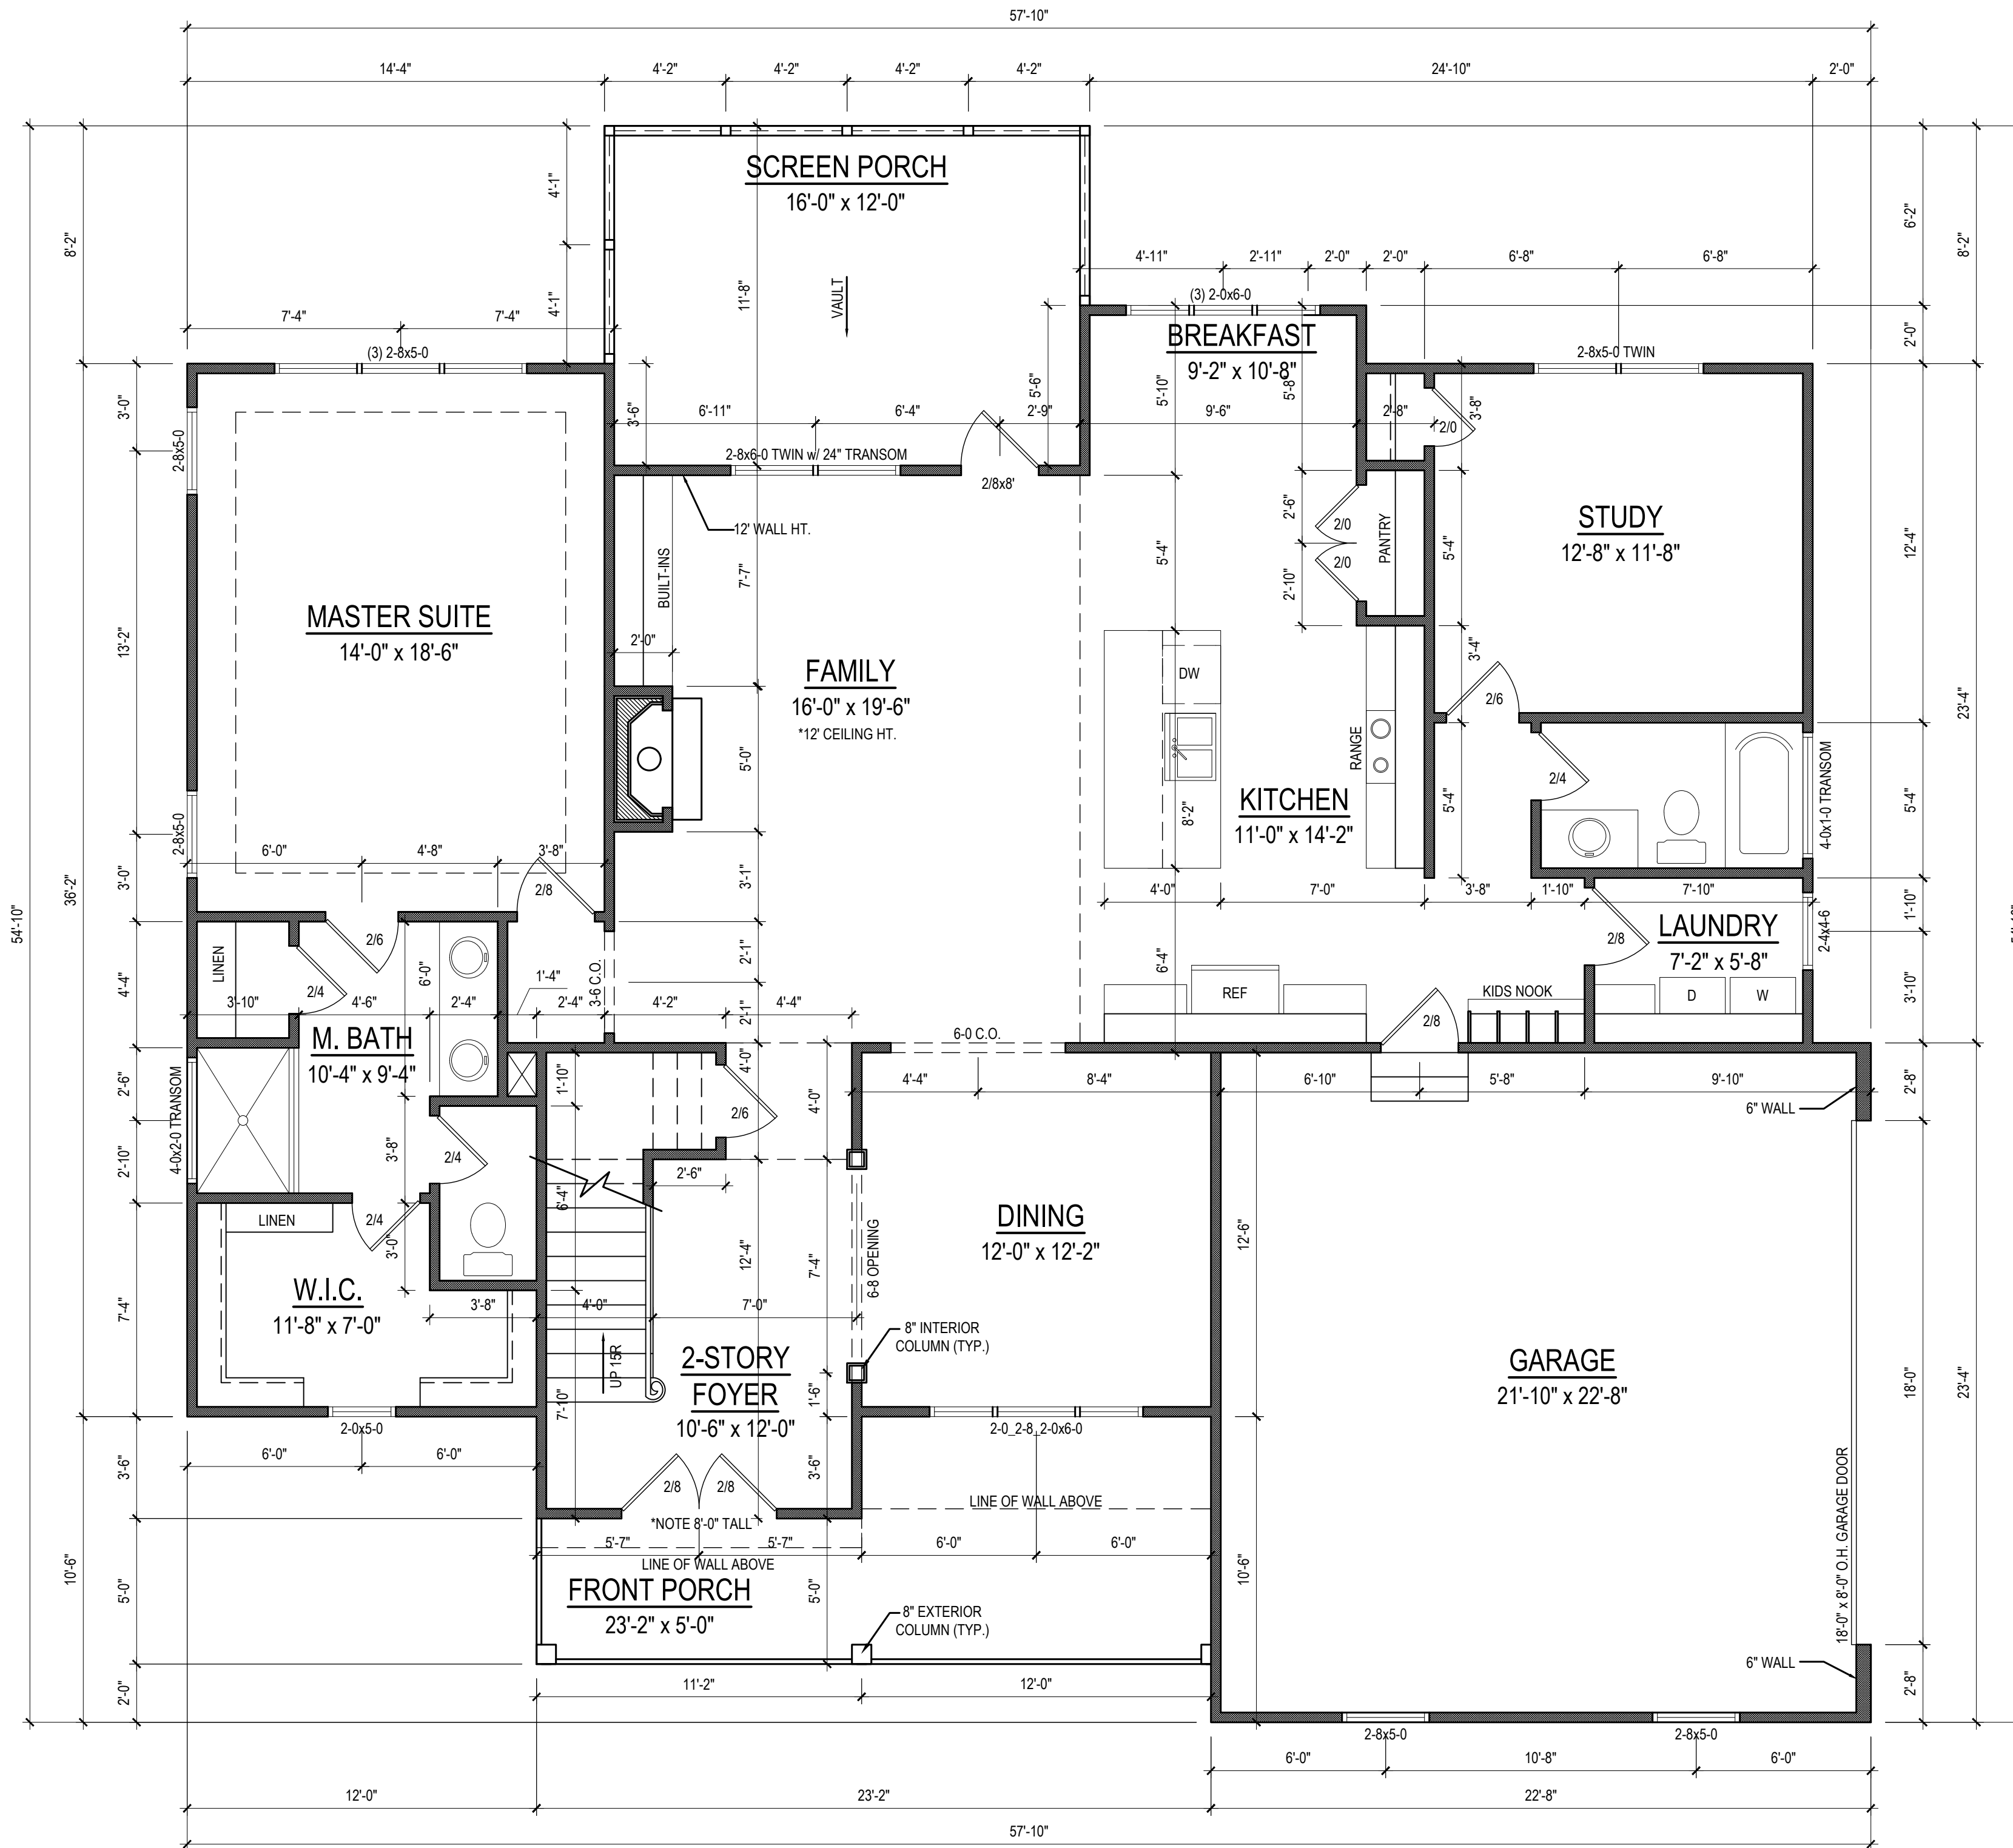 57'-10"
14'-4" 4'-2" 4'-2" 4'-2" 4'-2" 24'-10" 2'-0"
SCREEN PORCH
16'-0" x 12'-0"
4'-1"
4'-1"
8'-2"
11'-8"
VAULT
6'-2"
8'-2"
2'-0"
4'-11" 2'-11" 2'-0" 2'-0" 6'-8" 6'-8"
(3) 2-0x6-0
7'-4" 7'-4"
(3) 2-8x5-0
BREAKFAST
9'-2" x 10'-8"
2-8x5-0 TWIN
3'-0"
2-8x5-0
3'-6"
5'-6"
5'-10"
5'-8"
3'-8"
6'-11" 6'-4" 2'-9" 9'-6" 2'-8"
2/0
2-8x6-0 TWIN w/ 24" TRANSOM
2/8x8'
12' WALL HT.
BUILT-INS
7'-7"
5'-4"
2'-6"
2/0
2/0
2'-10"
PANTRY
5'-4"
STUDY
12'-8" x 11'-8"
12'-4"
23'-4"
MASTER SUITE
14'-0" x 18'-6"
13'-2"
2'-0"
FAMILY
16'-0" x 19'-6"
*12' CEILING HT.
DW
3'-4"
2/6
5'-0"
RANGE
8'-2"
KITCHEN
11'-0" x 14'-2"
5'-4"
2/4
4-0x1-0 TRANSOM
5'-4"
2-8x5-0
3'-0"
36'-2"
54'-10"
6'-0" 4'-8" 3'-8"
2/8
3'-1"
4'-0" 7'-0" 3'-8" 1'-10" 7'-10"
LAUNDRY
7'-2" x 5'-8"
2/8
2-4x4-6
1'-10"
3'-10"
LINEN
2/6
2/4
6'-0"
4'-4"
3'-10" 4'-6" 2'-4" 1'-4" 2'-4" 4'-2" 4'-4"
3-6 C.O.
2'-1"
2'-1"
6'-4"
REF
KIDS NOOK
D W
2/8
6-0 C.O.
M. BATH
10'-4" x 9'-4"
2'-6"
2'-10"
4-0x2-0 TRANSOM
1'-10"
4'-0"
2/6
4'-0"
4'-4" 8'-4" 6'-10" 5'-8" 9'-10"
2'-8"
6" WALL
3'-8"
2/4
2'-6"
6'-4"
LINEN
2/4
3'-0"
12'-4"
7'-4"
6-8 OPENING
DINING
12'-0" x 12'-2"
12'-6"
W.I.C.
11'-8" x 7'-0"
7'-4"
3'-8" 4'-0" 7'-0"
8" INTERIOR
COLUMN (TYP.)
UP 15R
2-STORY
FOYER
10'-6" x 12'-0"
1'-6"
7'-10"
GARAGE
21'-10" x 22'-8"
18'-0"
23'-4"
2-0x5-0
6'-0" 6'-0"
3'-6"
2/8 2/8
3'-6"
2-0_2-8_2-0x6-0
LINE OF WALL ABOVE
*NOTE 8'-0" TALL
5'-7" 5'-7" 6'-0" 6'-0"
LINE OF WALL ABOVE
FRONT PORCH
23'-2" x 5'-0"
5'-0"
5'-0"
10'-6"
10'-6"
8" EXTERIOR
COLUMN (TYP.)
18'-0" x 8'-0" O.H. GARAGE DOOR
6" WALL
2'-8"
2'-0"
11'-2" 12'-0"
2-8x5-0 2-8x5-0
6'-0" 10'-8" 6'-0"
12'-0" 23'-2" 22'-8"
57'-10"